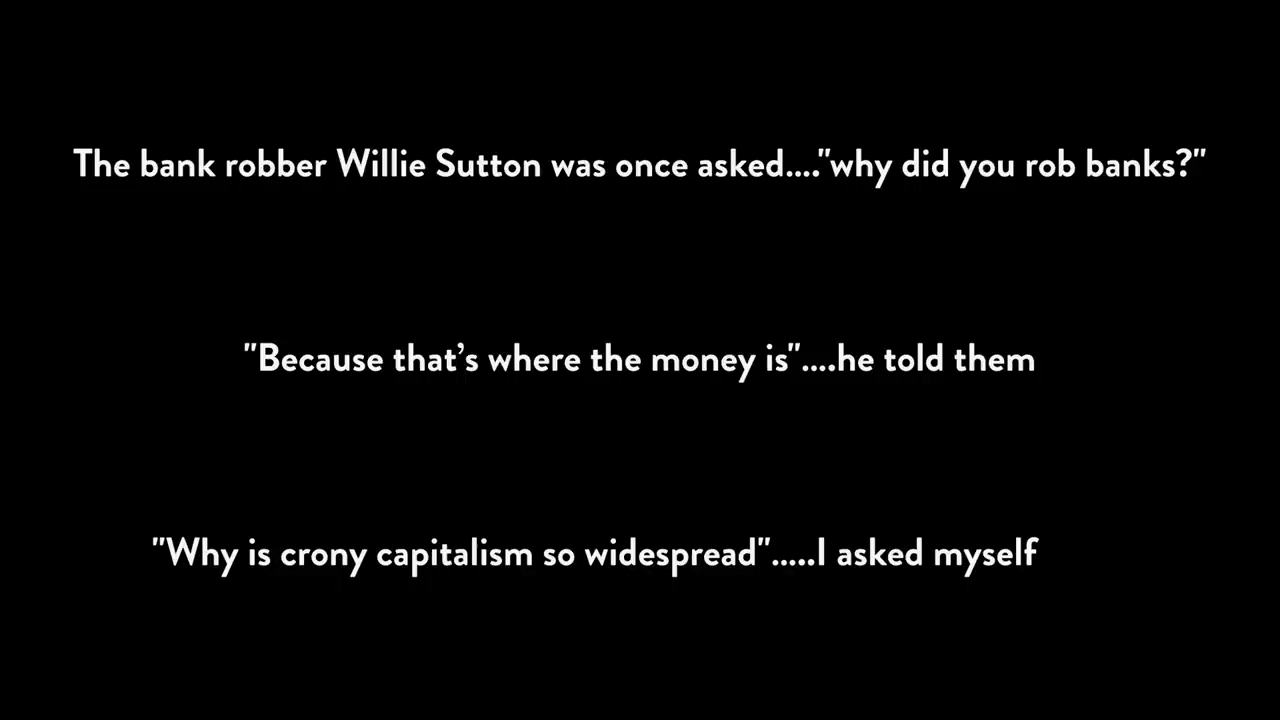 The bank robber Willie Sutton was once asked...."why did you rob banks?"
"Because that’s where the money is"....he told them
"Why is crony capitalism so widespread".....I asked myself